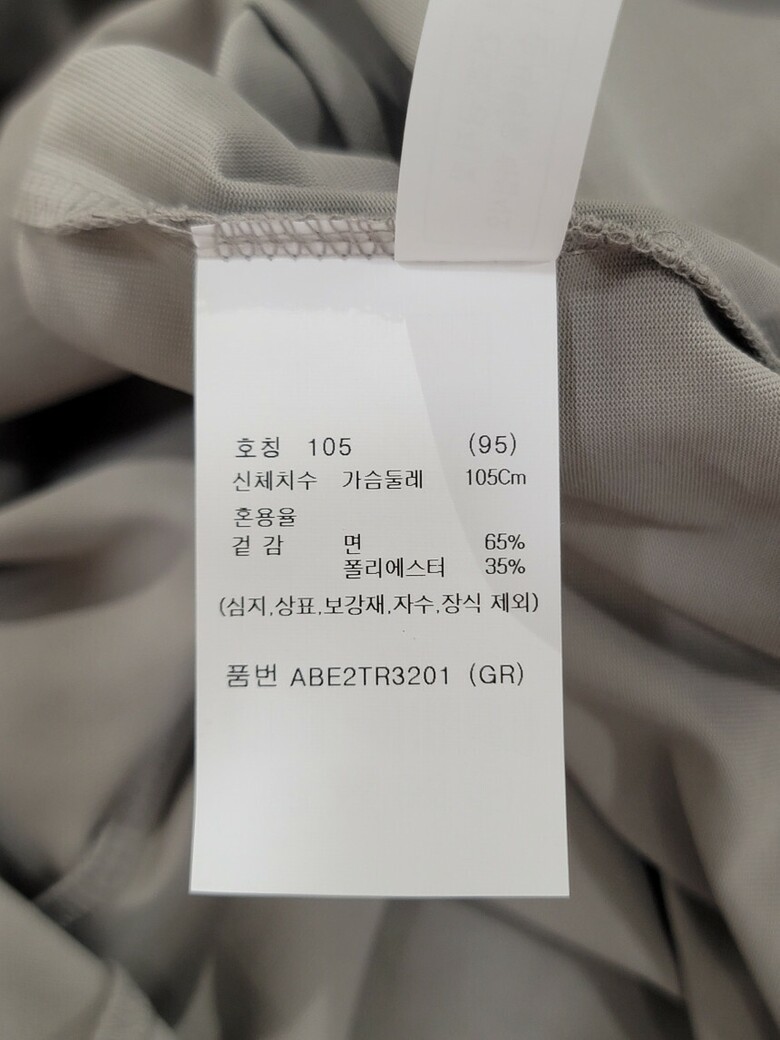 호칭 105 (95)
신체치수 가슴둘레 105Cm
혼용율
겉 감 면 65%
폴리에스터 35%
(심지,상표,보강재,자수,장식 제외)
품번 ABE2TR3201 (GR)